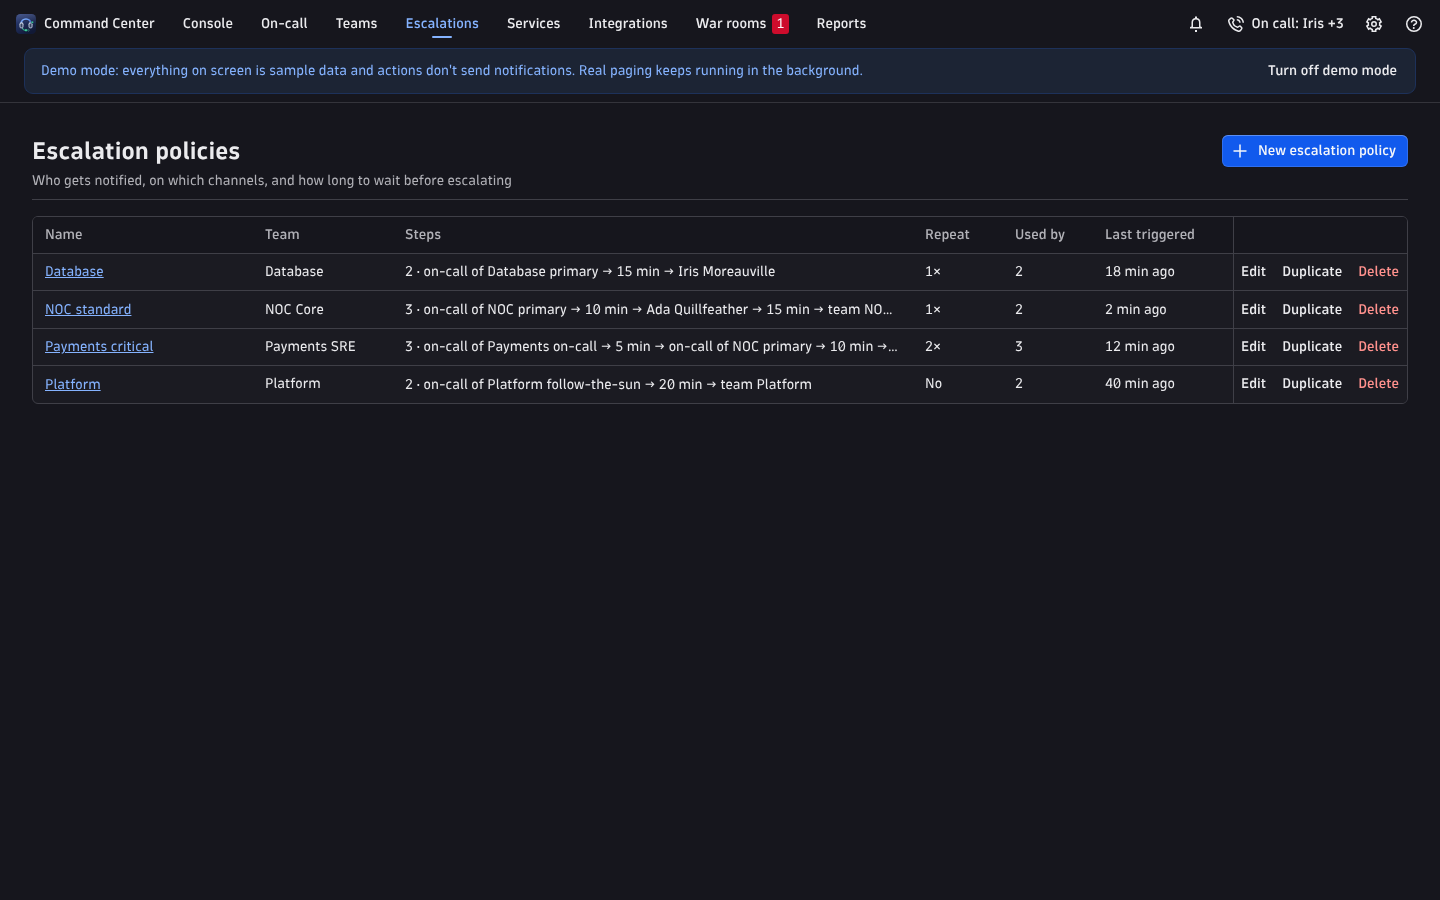 Command Center Console On-call Teams Escalations Services Integrations War rooms 1 Reports On call: Iris +3
Demo mode: everything on screen is sample data and actions don't send notifications. Real paging keeps running in the background. Turn off demo mode
Escalation policies
New escalation policy
Who gets notified, on which channels, and how long to wait before escalating
Name Team Steps Repeat Used by Last triggered
Database Database 2 · on-call of Database primary → 15 min → Iris Moreauville 1× 2 18 min ago Edit Duplicate Delete
NOC standard NOC Core 3 · on-call of NOC primary → 10 min → Ada Quillfeather → 15 min → team NO... 1× 2 2 min ago Edit Duplicate Delete
Payments critical Payments SRE 3 · on-call of Payments on-call → 5 min → on-call of NOC primary → 10 min →... 2× 3 12 min ago Edit Duplicate Delete
Platform Platform 2 · on-call of Platform follow-the-sun → 20 min → team Platform No 2 40 min ago Edit Duplicate Delete